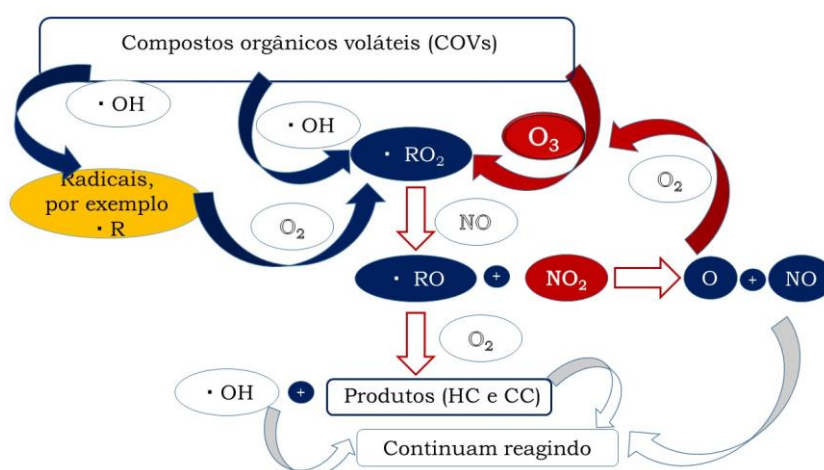 Compostos orgânicos voláteis (COVs)
· OH
· OH
O₃
· RO₂
O₂
Radicais,
por exemplo
· R
O₂
NO
· RO
+
NO₂
O
+
NO
O₂
· OH
+
Produtos (HC e CC)
Continuam reagindo